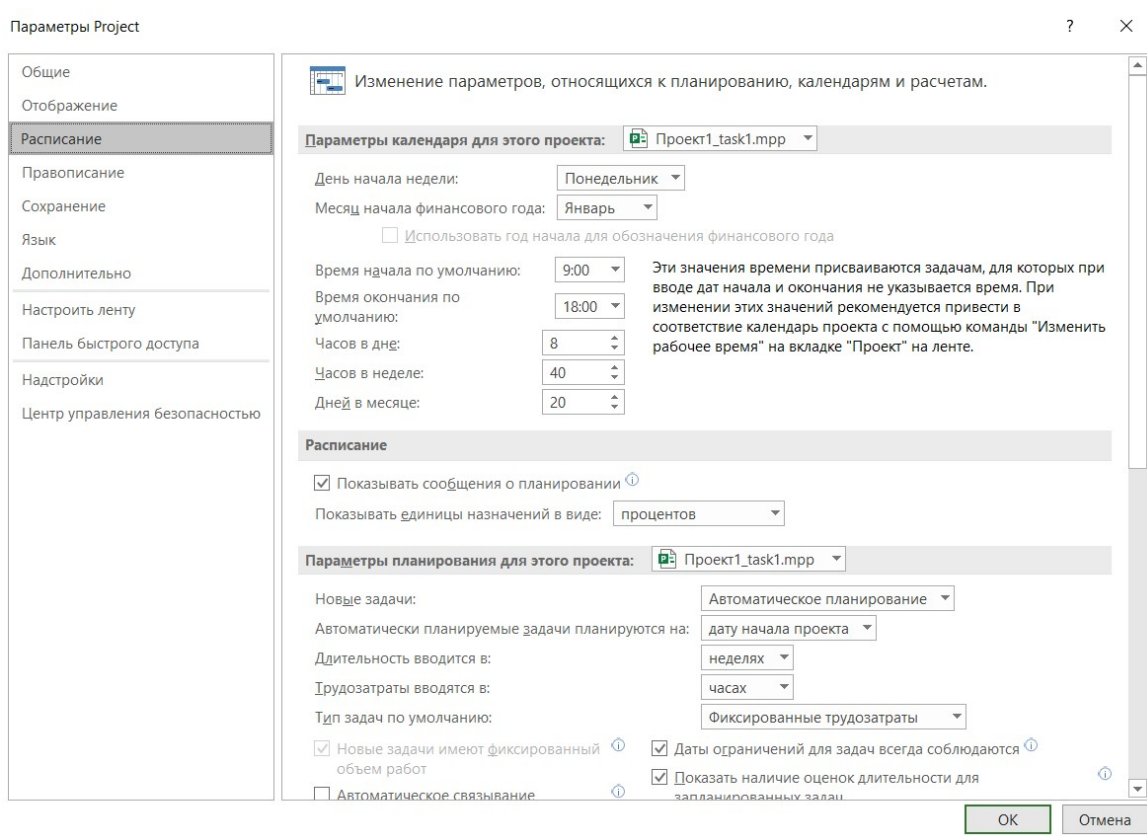 Параметры Project
?
Общие
Отображение
Расписание
Правописание
Сохранение
Язык
Дополнительно
Настроить ленту
Панель быстрого доступа
Надстройки
Центр управления безопасностью
Изменение параметров, относящихся к планированию, календарям и расчетам.
Параметры календаря для этого проекта: Проект1_task1.mpp
День начала недели: Понедельник
Месяц начала финансового года: Январь
Использовать год начала для обозначения финансового года
Время начала по умолчанию: 9:00
Время окончания по
умолчанию: 18:00
Часов в дне: 8
Часов в неделе: 40
Дней в месяце: 20
Эти значения времени присваиваются задачам, для которых при
вводе дат начала и окончания не указывается время. При
изменении этих значений рекомендуется привести в
соответствие календарь проекта с помощью команды "Изменить
рабочее время" на вкладке "Проект" на ленте.
Расписание
Показывать сообщения о планировании
Показывать единицы назначений в виде: процентов
Параметры планирования для этого проекта: Проект1_task1.mpp
Новые задачи: Автоматическое планирование
Автоматически планируемые задачи планируются на: дату начала проекта
Длительность вводится в: неделях
Трудозатраты вводятся в: часах
Тип задач по умолчанию: Фиксированные трудозатраты
Новые задачи имеют фиксированный
объем работ
Автоматическое связывание
Даты ограничений для задач всегда соблюдаются
Показать наличие оценок длительности для
запланированных задач
ОК
Отмена